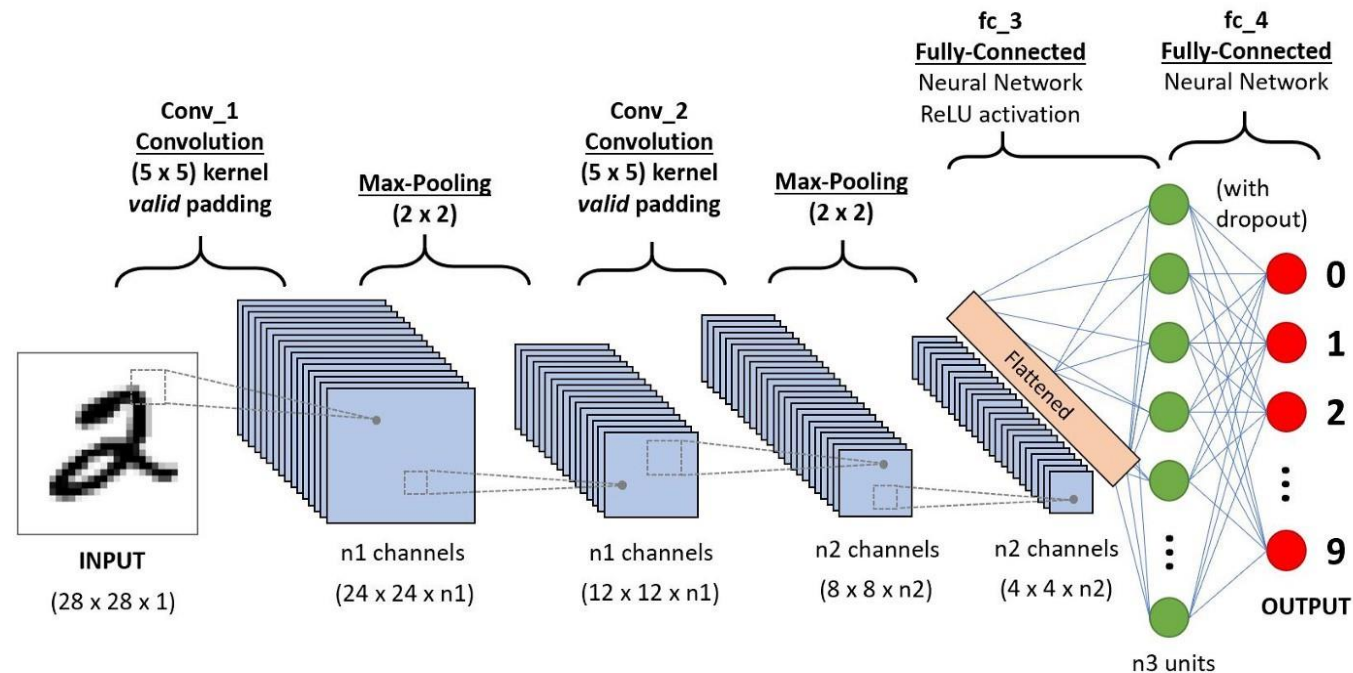 fc_3
Fully-Connected
Neural Network
ReLU activation
fc_4
Fully-Connected
Neural Network
Conv_1
Convolution
(5 x 5) kernel
valid padding
Max-Pooling
(2 x 2)
Conv_2
Convolution
(5 x 5) kernel
valid padding
Max-Pooling
(2 x 2)
(with
dropout)
2
Flattened
0
1
2
9
INPUT
(28 x 28 x 1)
n1 channels
(24 x 24 x n1)
n1 channels
(12 x 12 x n1)
n2 channels
(8 x 8 x n2)
n2 channels
(4 x 4 x n2)
OUTPUT
n3 units